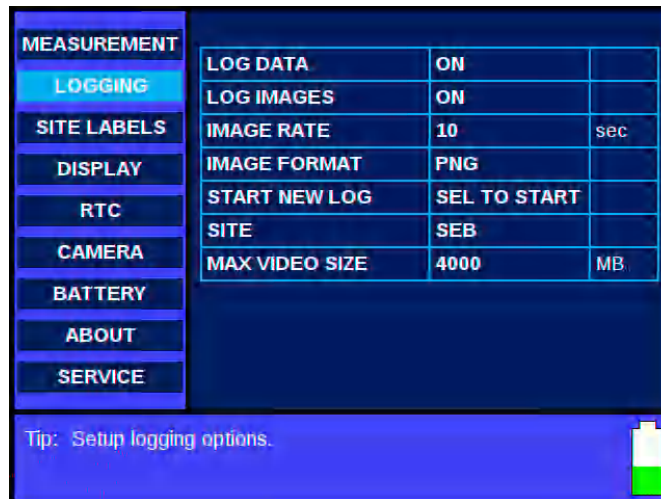 MEASUREMENT
LOGGING
SITE LABELS
DISPLAY
RTC
CAMERA
BATTERY
ABOUT
SERVICE
LOG DATA ON
LOG IMAGES ON
IMAGE RATE 10 sec
IMAGE FORMAT PNG
START NEW LOG SEL TO START
SITE SEB
MAX VIDEO SIZE 4000 MB
Tip: Setup logging options.